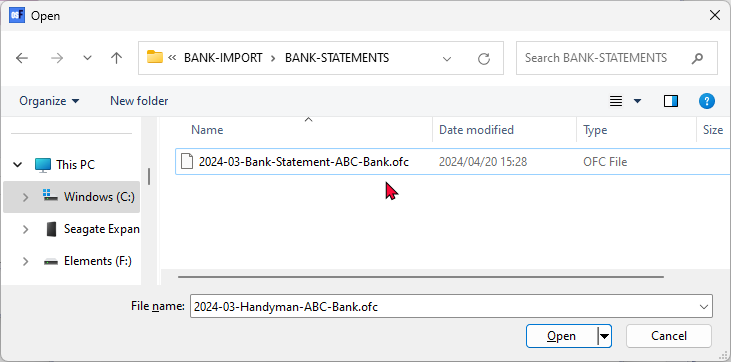 Open
BANK-IMPORT BANK-STATEMENTS
Search BANK-STATEMENTS
Organize New folder
Name Date modified Type Size
2024-03-Bank-Statement-ABC-Bank.ofc 2024/04/20 15:28 OFC File
This PC
Windows (C:)
Seagate Expan
Elements (F:)
File name: 2024-03-Handyman-ABC-Bank.ofc
Open Cancel